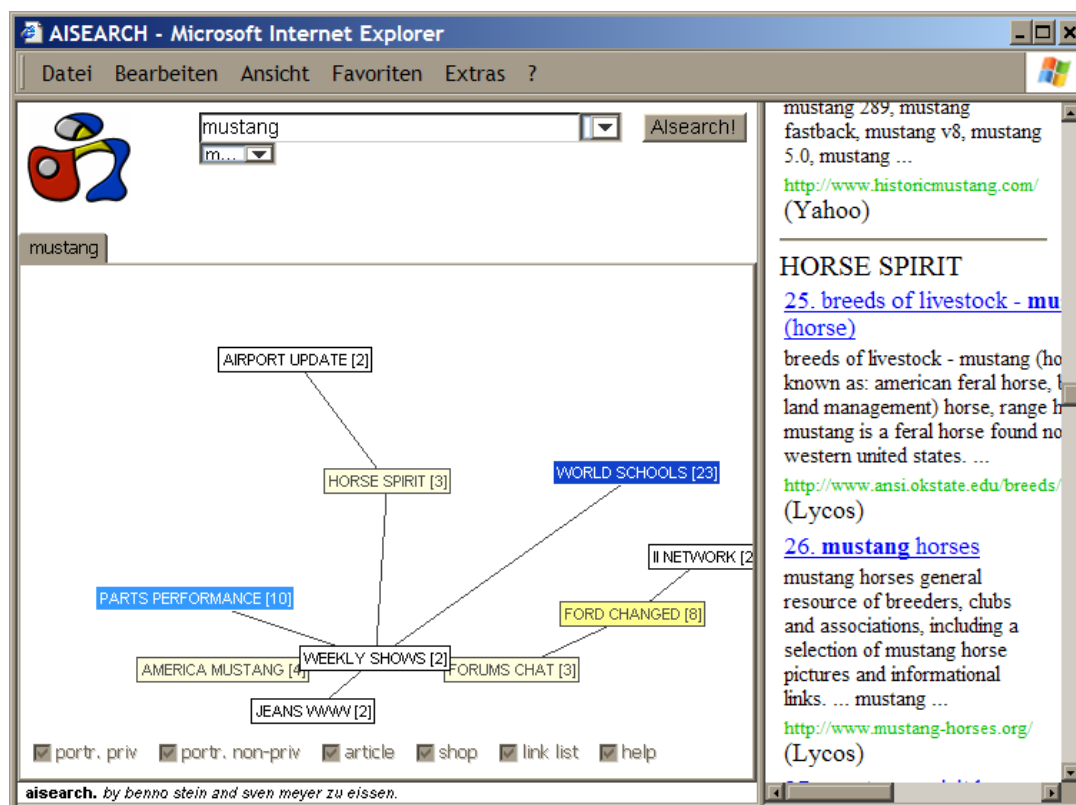 AISEARCH - Microsoft Internet Explorer
Datei Bearbeiten Ansicht Favoriten Extras ?
mustang
AIsearch!
m...
mustang
AIRPORT UPDATE [2]
HORSE SPIRIT [3]
WORLD SCHOOLS [23]
II NETWORK [2
PARTS PERFORMANCE [10]
FORD CHANGED [8]
WEEKLY SHOWS [2]
AMERICA MUSTANG [4]
FORUMS CHAT [3]
JEANS WWW [2]
portr. priv portr. non-priv article shop link list help
aisearch. by benno stein and sven meyer zu eissen.
mustang 289, mustang
fastback, mustang v8, mustang
5.0, mustang ...
http://www.historicmustang.com/
(Yahoo)
HORSE SPIRIT
25. breeds of livestock - mu
(horse)
breeds of livestock - mustang (ho
known as: american feral horse, b
land management) horse, range h
mustang is a feral horse found no
western united states. ...
http://www.ansi.okstate.edu/breeds/
(Lycos)
26. mustang horses
mustang horses general
resource of breeders, clubs
and associations, including a
selection of mustang horse
pictures and informational
links. ... mustang ...
http://www.mustang-horses.org/
(Lycos)